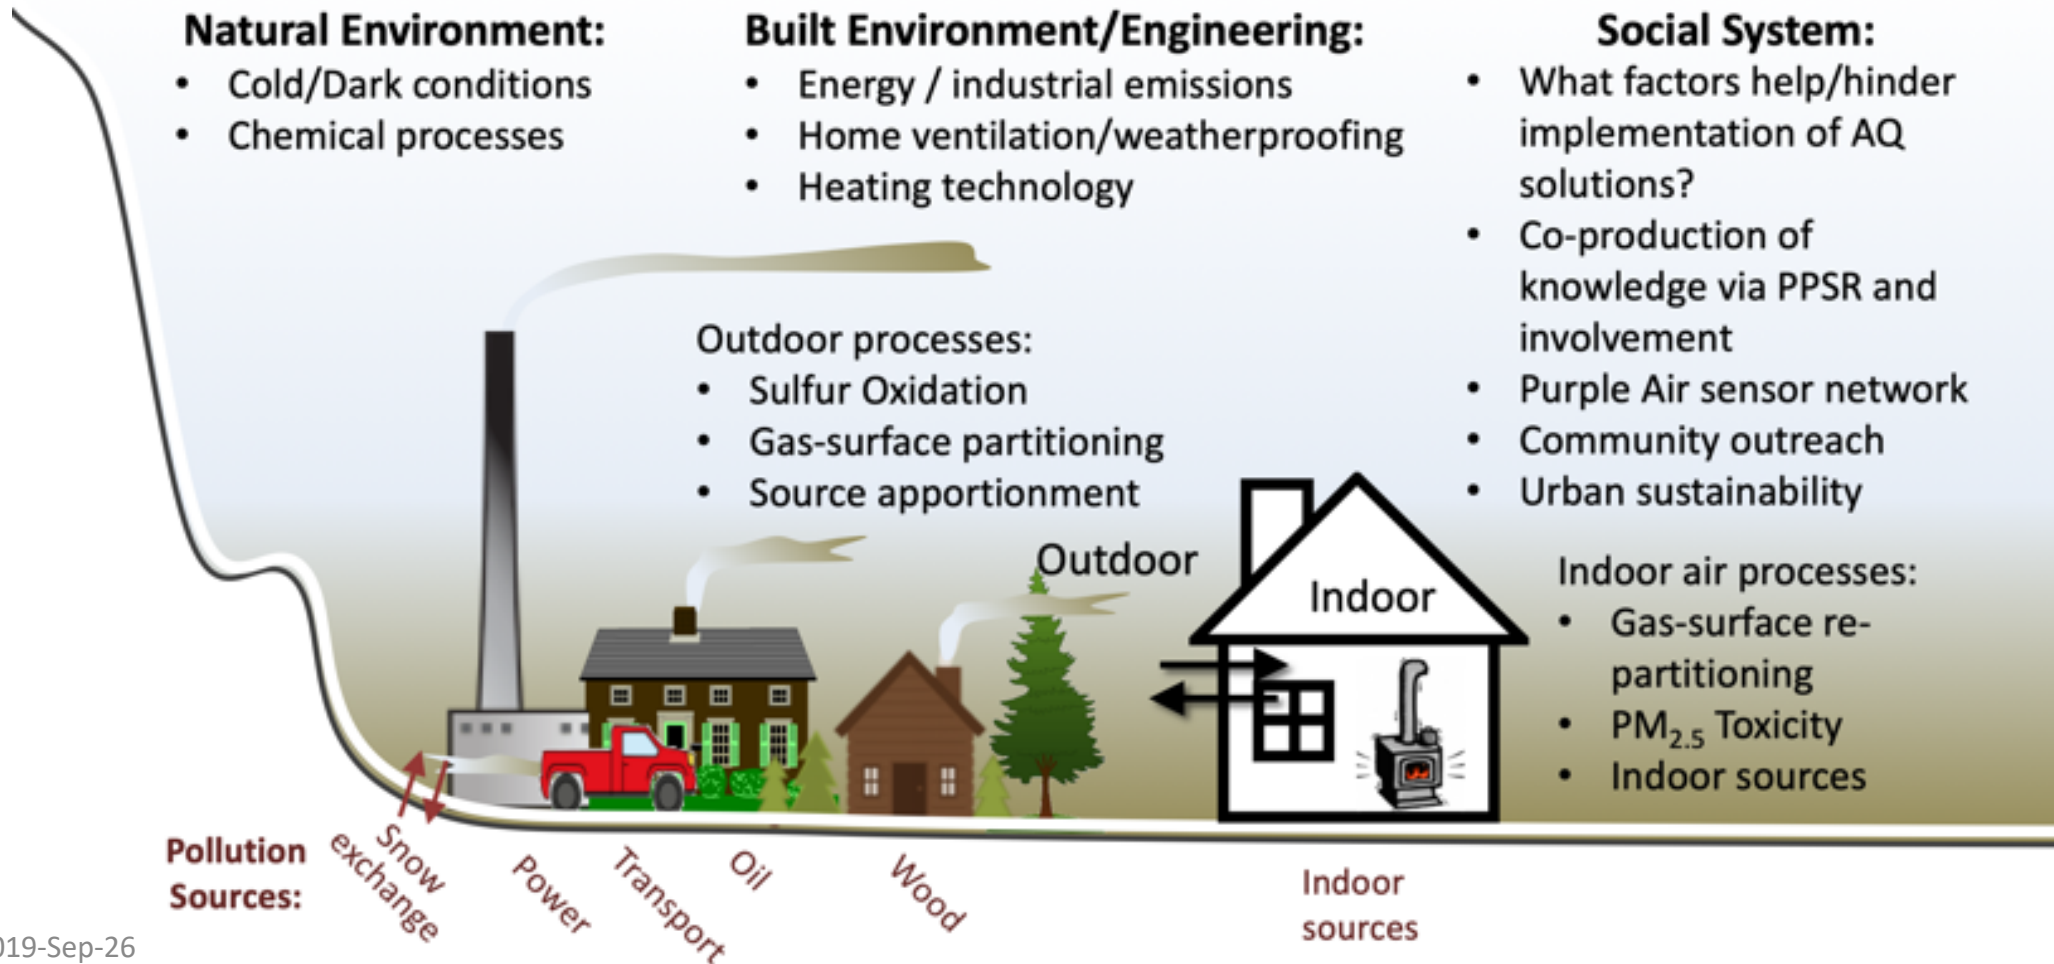 Natural Environment:
• Cold/Dark conditions
• Chemical processes
Built Environment/Engineering:
• Energy / industrial emissions
• Home ventilation/weatherproofing
• Heating technology
Social System:
• What factors help/hinder
implementation of AQ
solutions?
• Co-production of
knowledge via PPSR and
involvement
• Purple Air sensor network
• Community outreach
• Urban sustainability
Outdoor processes:
• Sulfur Oxidation
• Gas-surface partitioning
• Source apportionment
Outdoor
Indoor
Indoor air processes:
• Gas-surface re-
partitioning
• PM2.5 Toxicity
• Indoor sources
Pollution
Sources:
Snow
exchange
Power
Transport
Oil
Wood
Indoor
sources
019-Sep-26